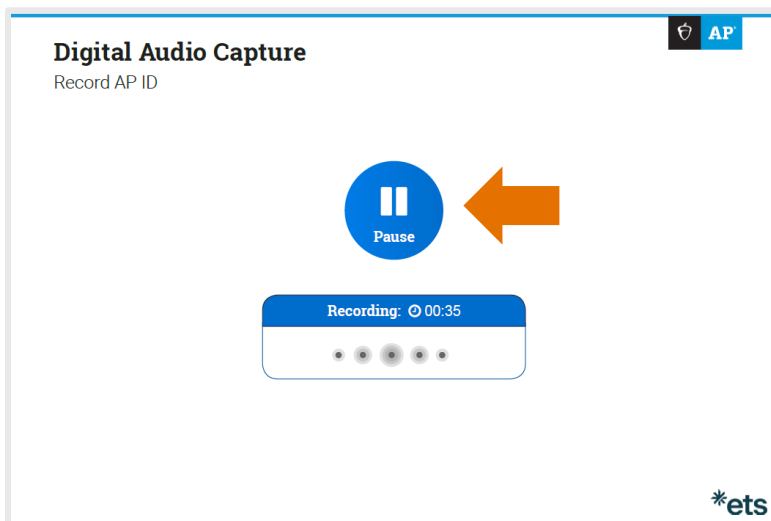 Digital Audio Capture
AP
Record AP ID
Pause
Recording: 00:35
*ets